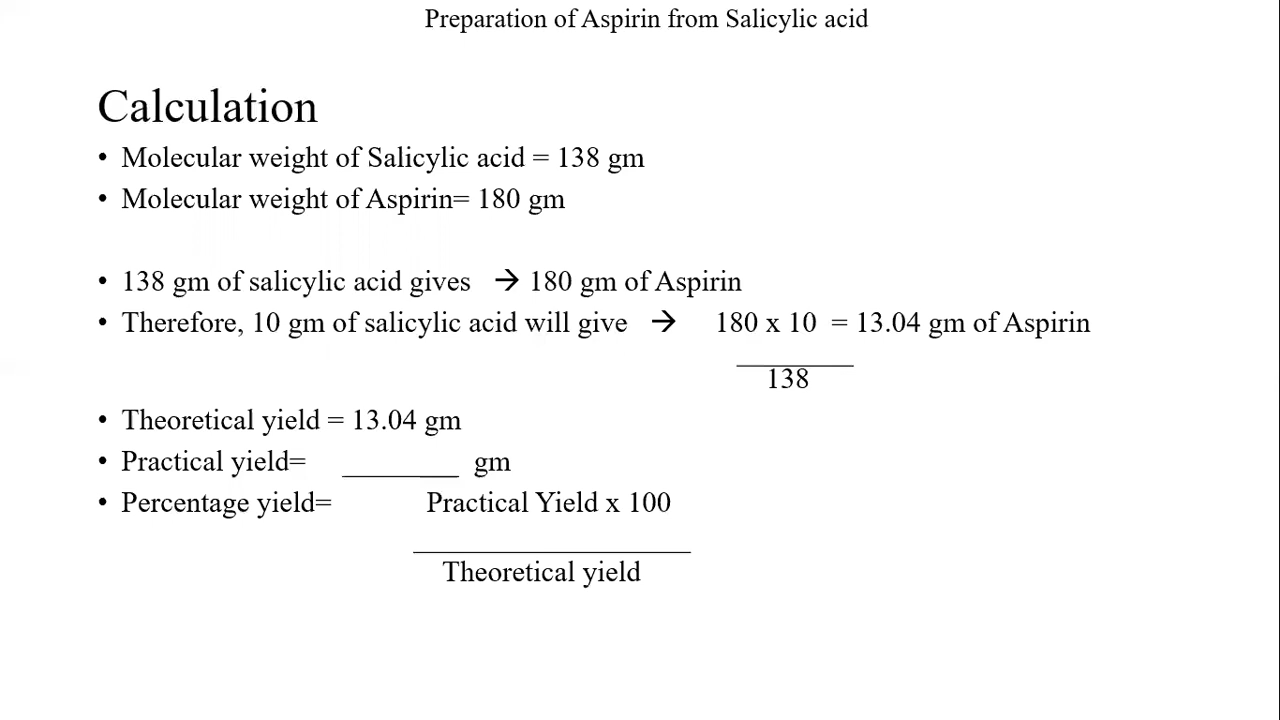 Preparation of Aspirin from Salicylic acid
Calculation
• Molecular weight of Salicylic acid = 138 gm
• Molecular weight of Aspirin= 180 gm
• 138 gm of salicylic acid gives → 180 gm of Aspirin
• Therefore, 10 gm of salicylic acid will give → 180 x 10 = 13.04 gm of Aspirin
138
• Theoretical yield = 13.04 gm
• Practical yield= ________ gm
• Percentage yield= Practical Yield x 100
Theoretical yield